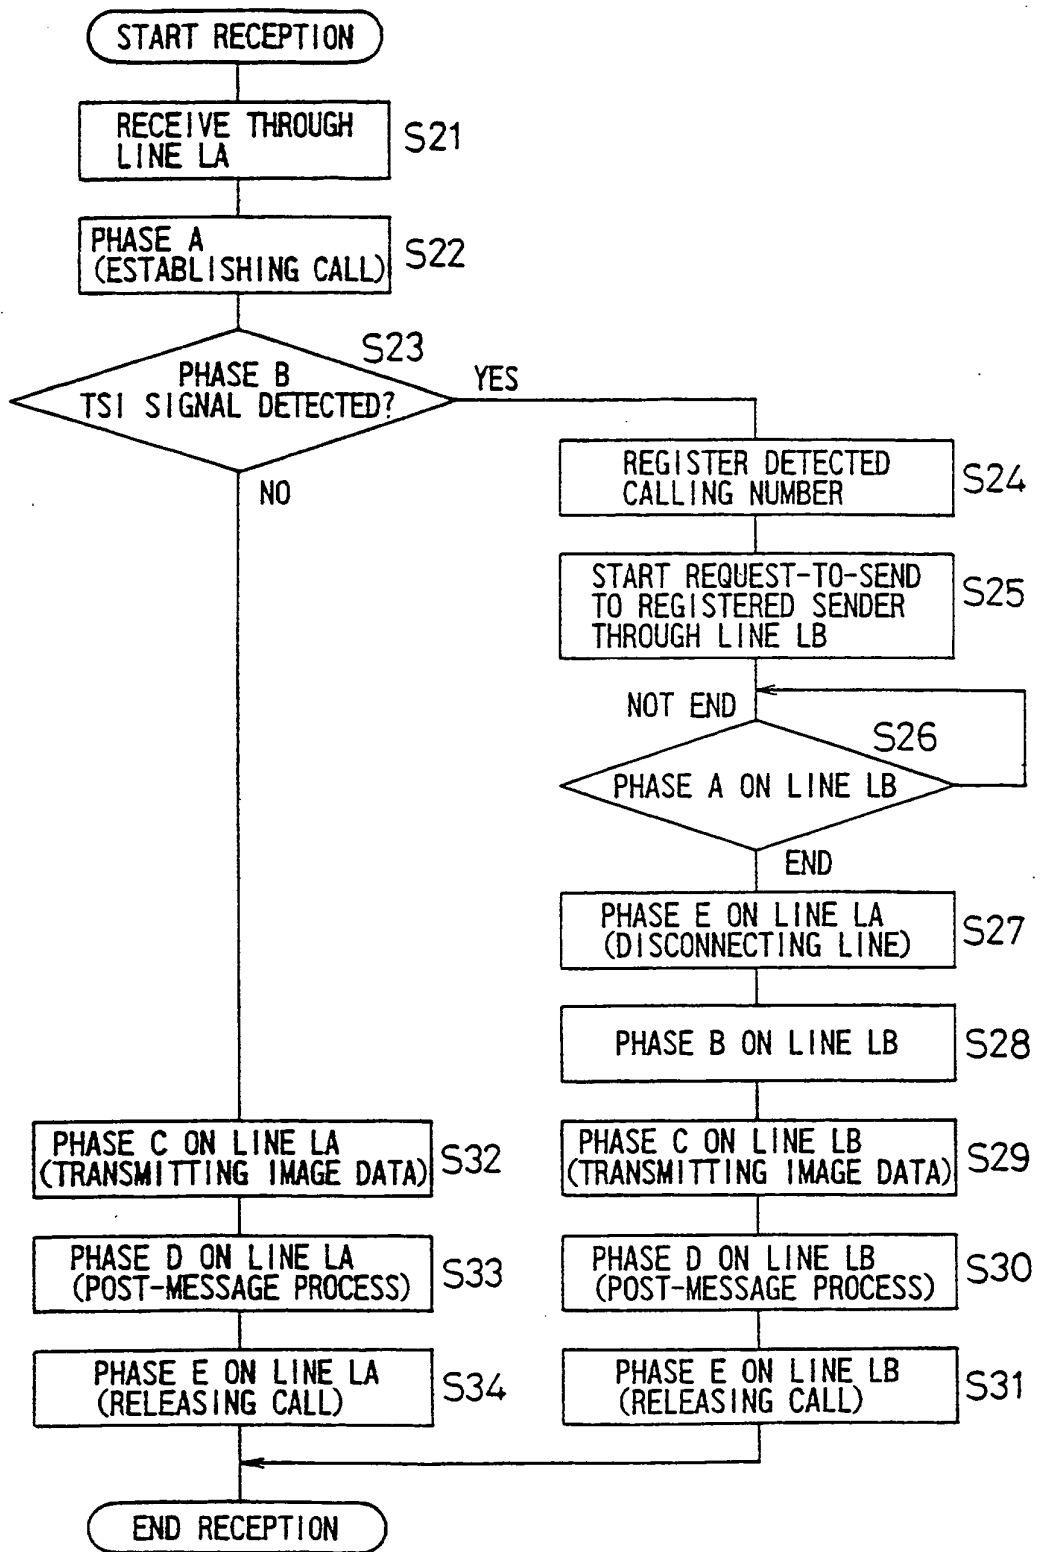 START RECEPTION
RECEIVE THROUGH
LINE LA
S21
PHASE A
(ESTABLISHING CALL)
S22
S23
PHASE B
TSI SIGNAL DETECTED?
YES
NO
REGISTER DETECTED
CALLING NUMBER
S24
START REQUEST-TO-SEND
TO REGISTERED SENDER
THROUGH LINE LB
S25
NOT END
S26
PHASE A ON LINE LB
END
PHASE E ON LINE LA
(DISCONNECTING LINE)
S27
PHASE B ON LINE LB
S28
PHASE C ON LINE LA
(TRANSMITTING IMAGE DATA)
S32
PHASE C ON LINE LB
(TRANSMITTING IMAGE DATA)
S29
PHASE D ON LINE LA
(POST-MESSAGE PROCESS)
S33
PHASE D ON LINE LB
(POST-MESSAGE PROCESS)
S30
PHASE E ON LINE LA
(RELEASING CALL)
S34
PHASE E ON LINE LB
(RELEASING CALL)
S31
END RECEPTION